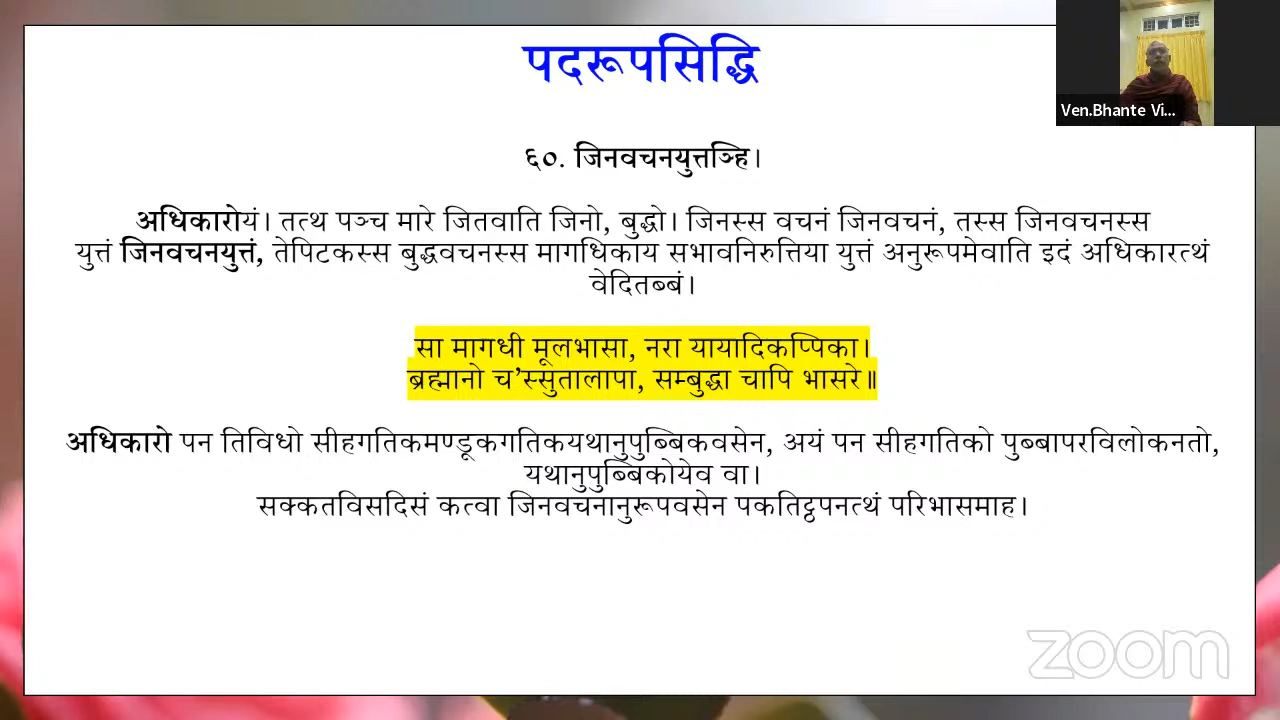 पदरूपसिद्धि
Ven.Bhante Vi...
६०. जिनवचनयुत्तञ्हि।
अधिकारोयं। तत्थ पञ्च मारे जितवाति जिनो, बुद्धो। जिनस्स वचनं जिनवचनं, तस्स जिनवचनस्स
युत्तं जिनवचनयुत्तं, तेपिटकस्स बुद्धवचनस्स मागधिकाय सभावनिरुत्तिया युत्तं अनुरूपमेवाति इदं अधिकारत्थं
वेदितब्बं।
सा मागधी मूलभासा, नरा यायादिकप्पिका।
ब्रह्मानो च’स्सुतालापा, सम्बुद्धा चापि भासरे॥
अधिकारो पन तिविधो सीहगतिकमण्डूकगतिकयथानुपुब्बिकवसेन, अयं पन सीहगतिको पुब्बापरविलोकनतो,
यथानुपुब्बिकोयेव वा।
सक्कतविसदिसं कत्वा जिनवचनानुरूपवसेन पकतिट्ठपनत्थं परिभासमाह।
zoom